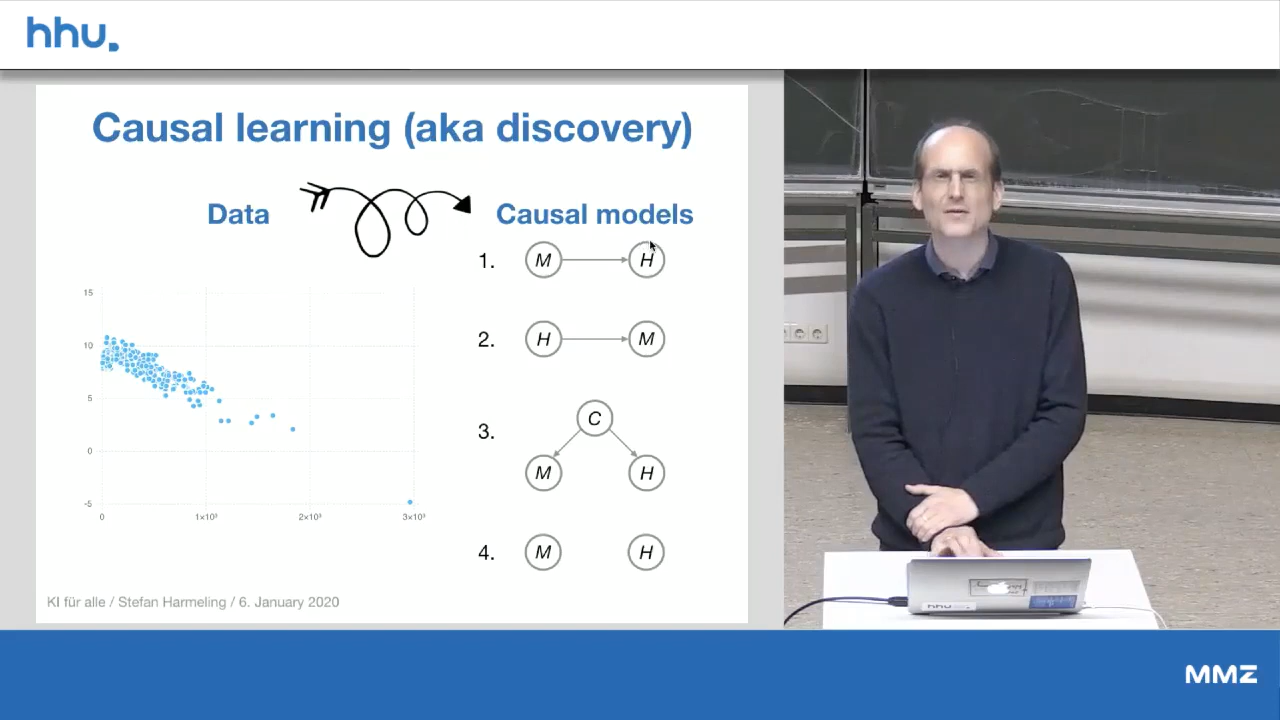 hhu.
Causal learning (aka discovery)
Data
Causal models
1. M H
2. H M
3. C
M H
4. M H
15
10
5
0
-5
0 1×10³ 2×10³ 3×10³
KI für alle / Stefan Harmeling / 6. January 2020
hhu
MMZ